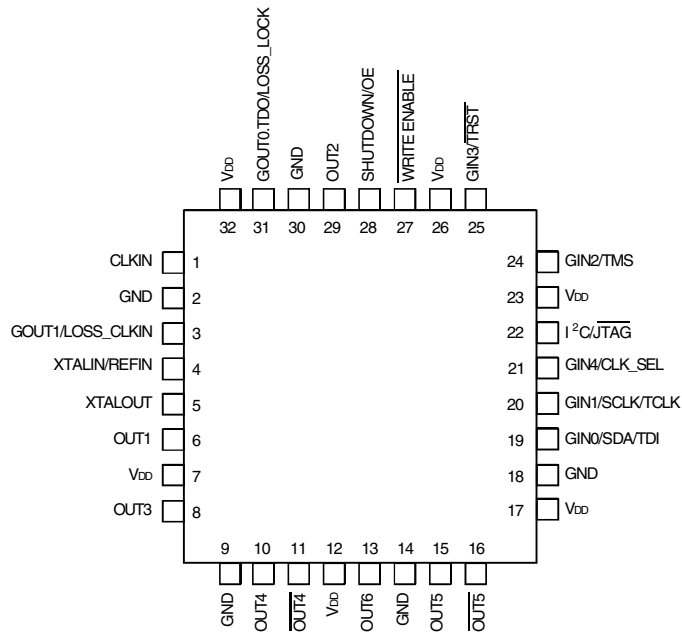 VDD
GOUT0.TDO/LOSS_LOCK
GND
OUT2
SHUTDOWN/OE
WRITE ENABLE
VDD
GIN3/TRST
32 31 30 29 28 27 26 25
CLKIN 1
GND 2
GOUT1/LOSS_CLKIN 3
XTALIN/REFIN 4
XTALOUT 5
OUT1 6
VDD 7
OUT3 8
24 GIN2/TMS
23 VDD
22 I²C/JTAG
21 GIN4/CLK_SEL
20 GIN1/SCLK/TCLK
19 GIN0/SDA/TDI
18 GND
17 VDD
9 10 11 12 13 14 15 16
GND
OUT4
OUT4
VDD
OUT6
GND
OUT5
OUT5